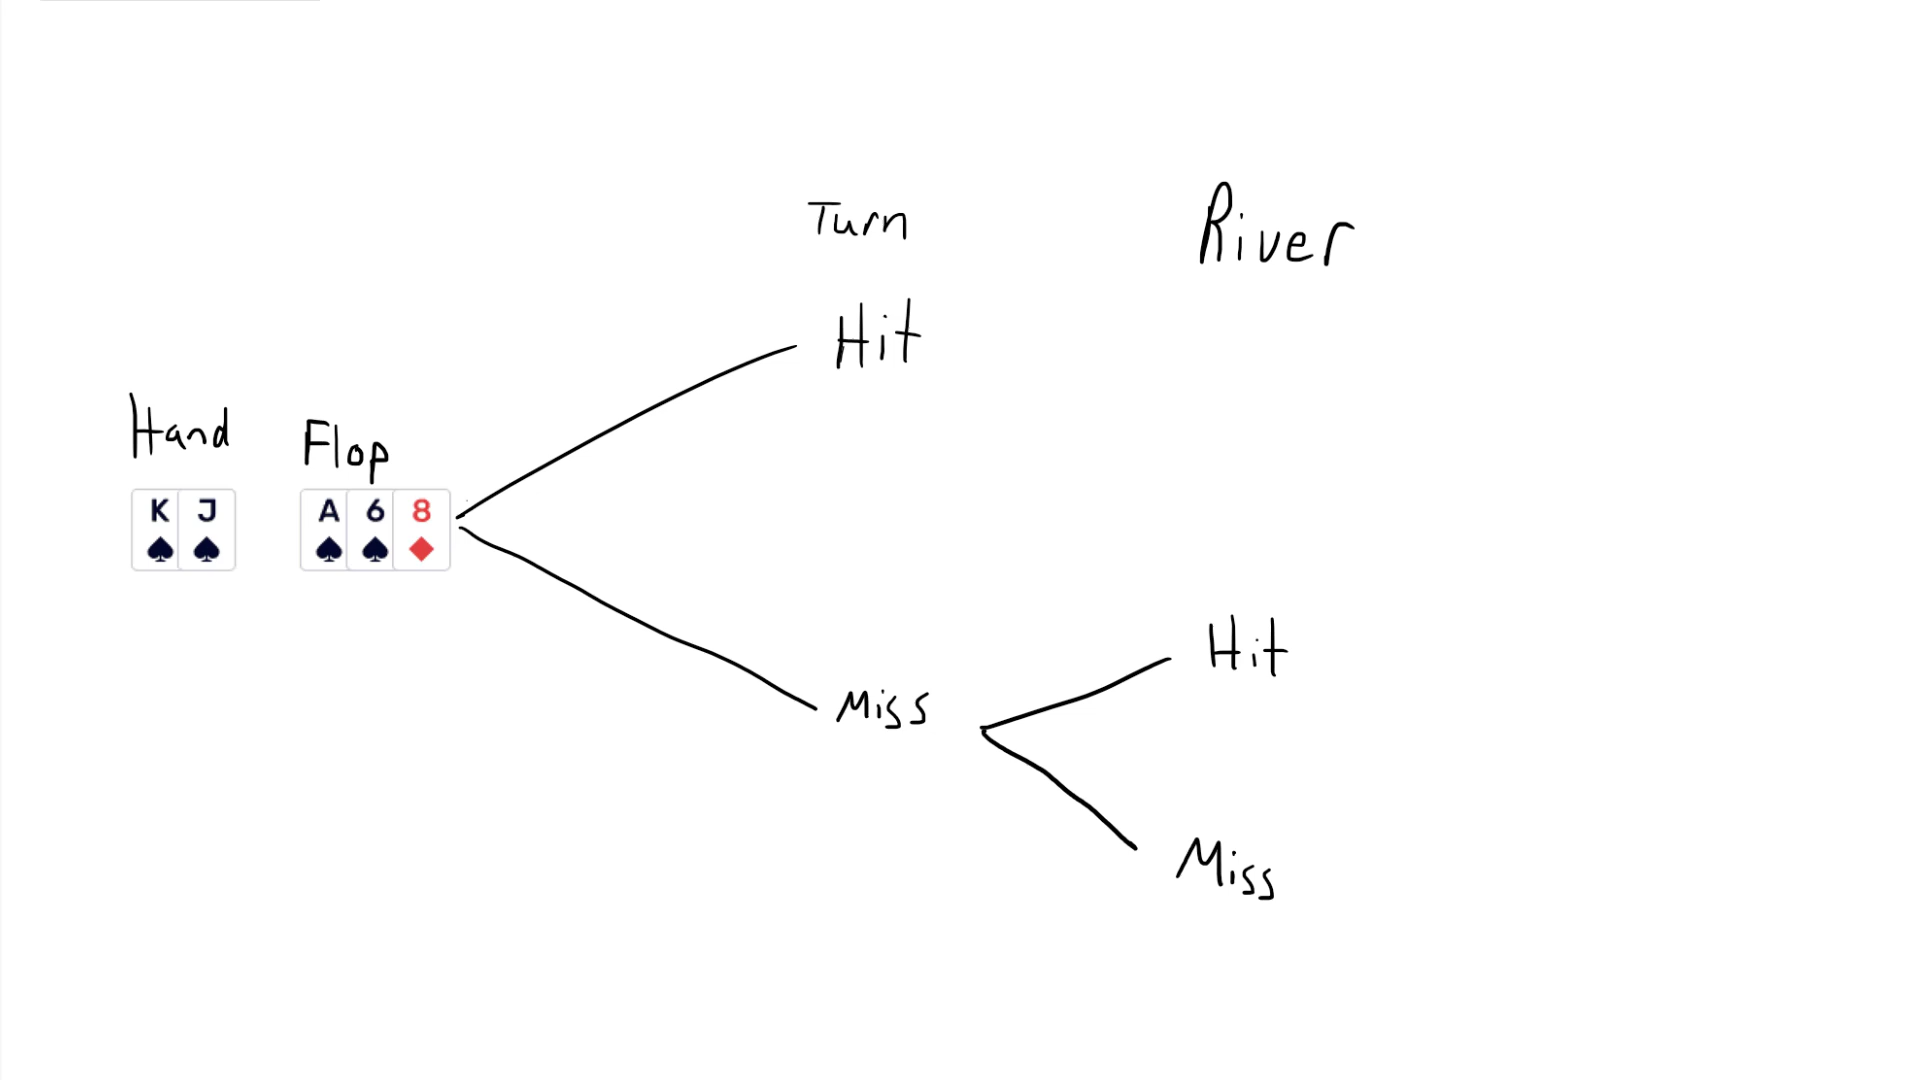 Turn
River
Hit
Hand
Flop
K J
A 6 8
Hit
Miss
Miss